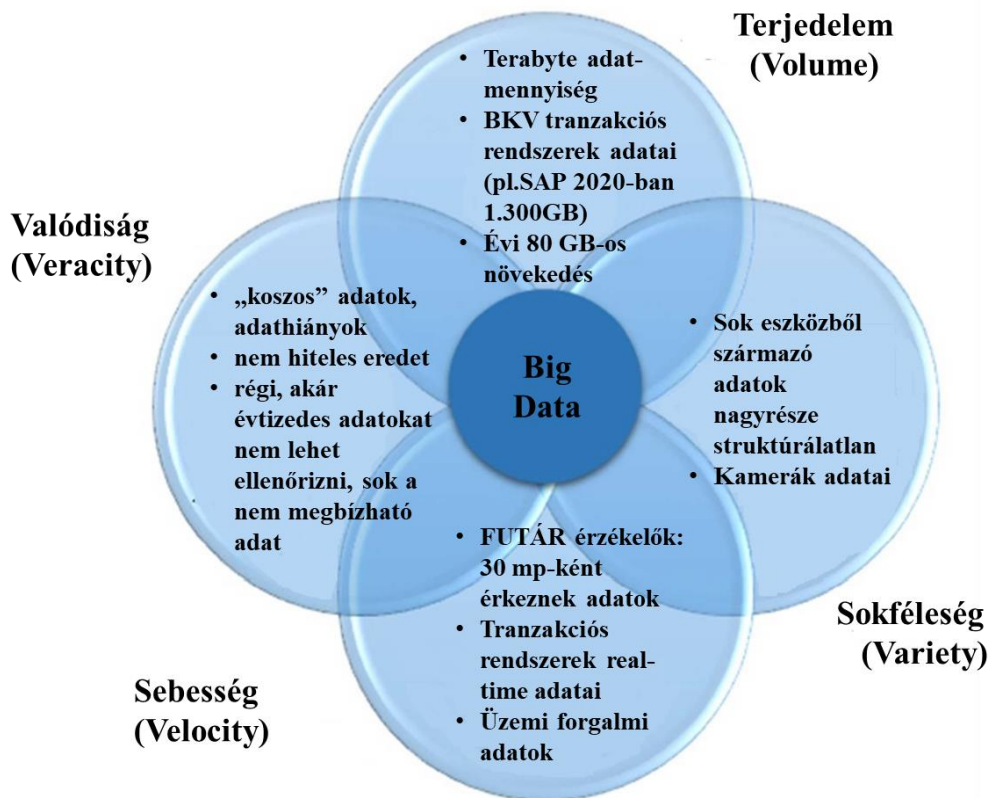 Terjedelem
(Volume)
• Terabyte adat-
mennyiség
• BKV tranzakciós
rendszerek adatai
(pl.SAP 2020-ban
1.300GB)
• Évi 80 GB-os
növekedés
Valódiság
(Veracity)
• „koszos” adatok,
adathiányok
• nem hiteles eredet
• régi, akár
évtizedes adatokat
nem lehet
ellenőrizni, sok a
nem megbízható
adat
Big
Data
• Sok eszközből
származó
adatok
nagyrésze
struktúrálatlan
• Kamerák adatai
Sokféleség
(Variety)
• FUTÁR érzékelők:
30 mp-ként
érkeznek adatok
• Tranzakciós
rendszerek real-
time adatai
• Üzemi forgalmi
adatok
Sebesség
(Velocity)